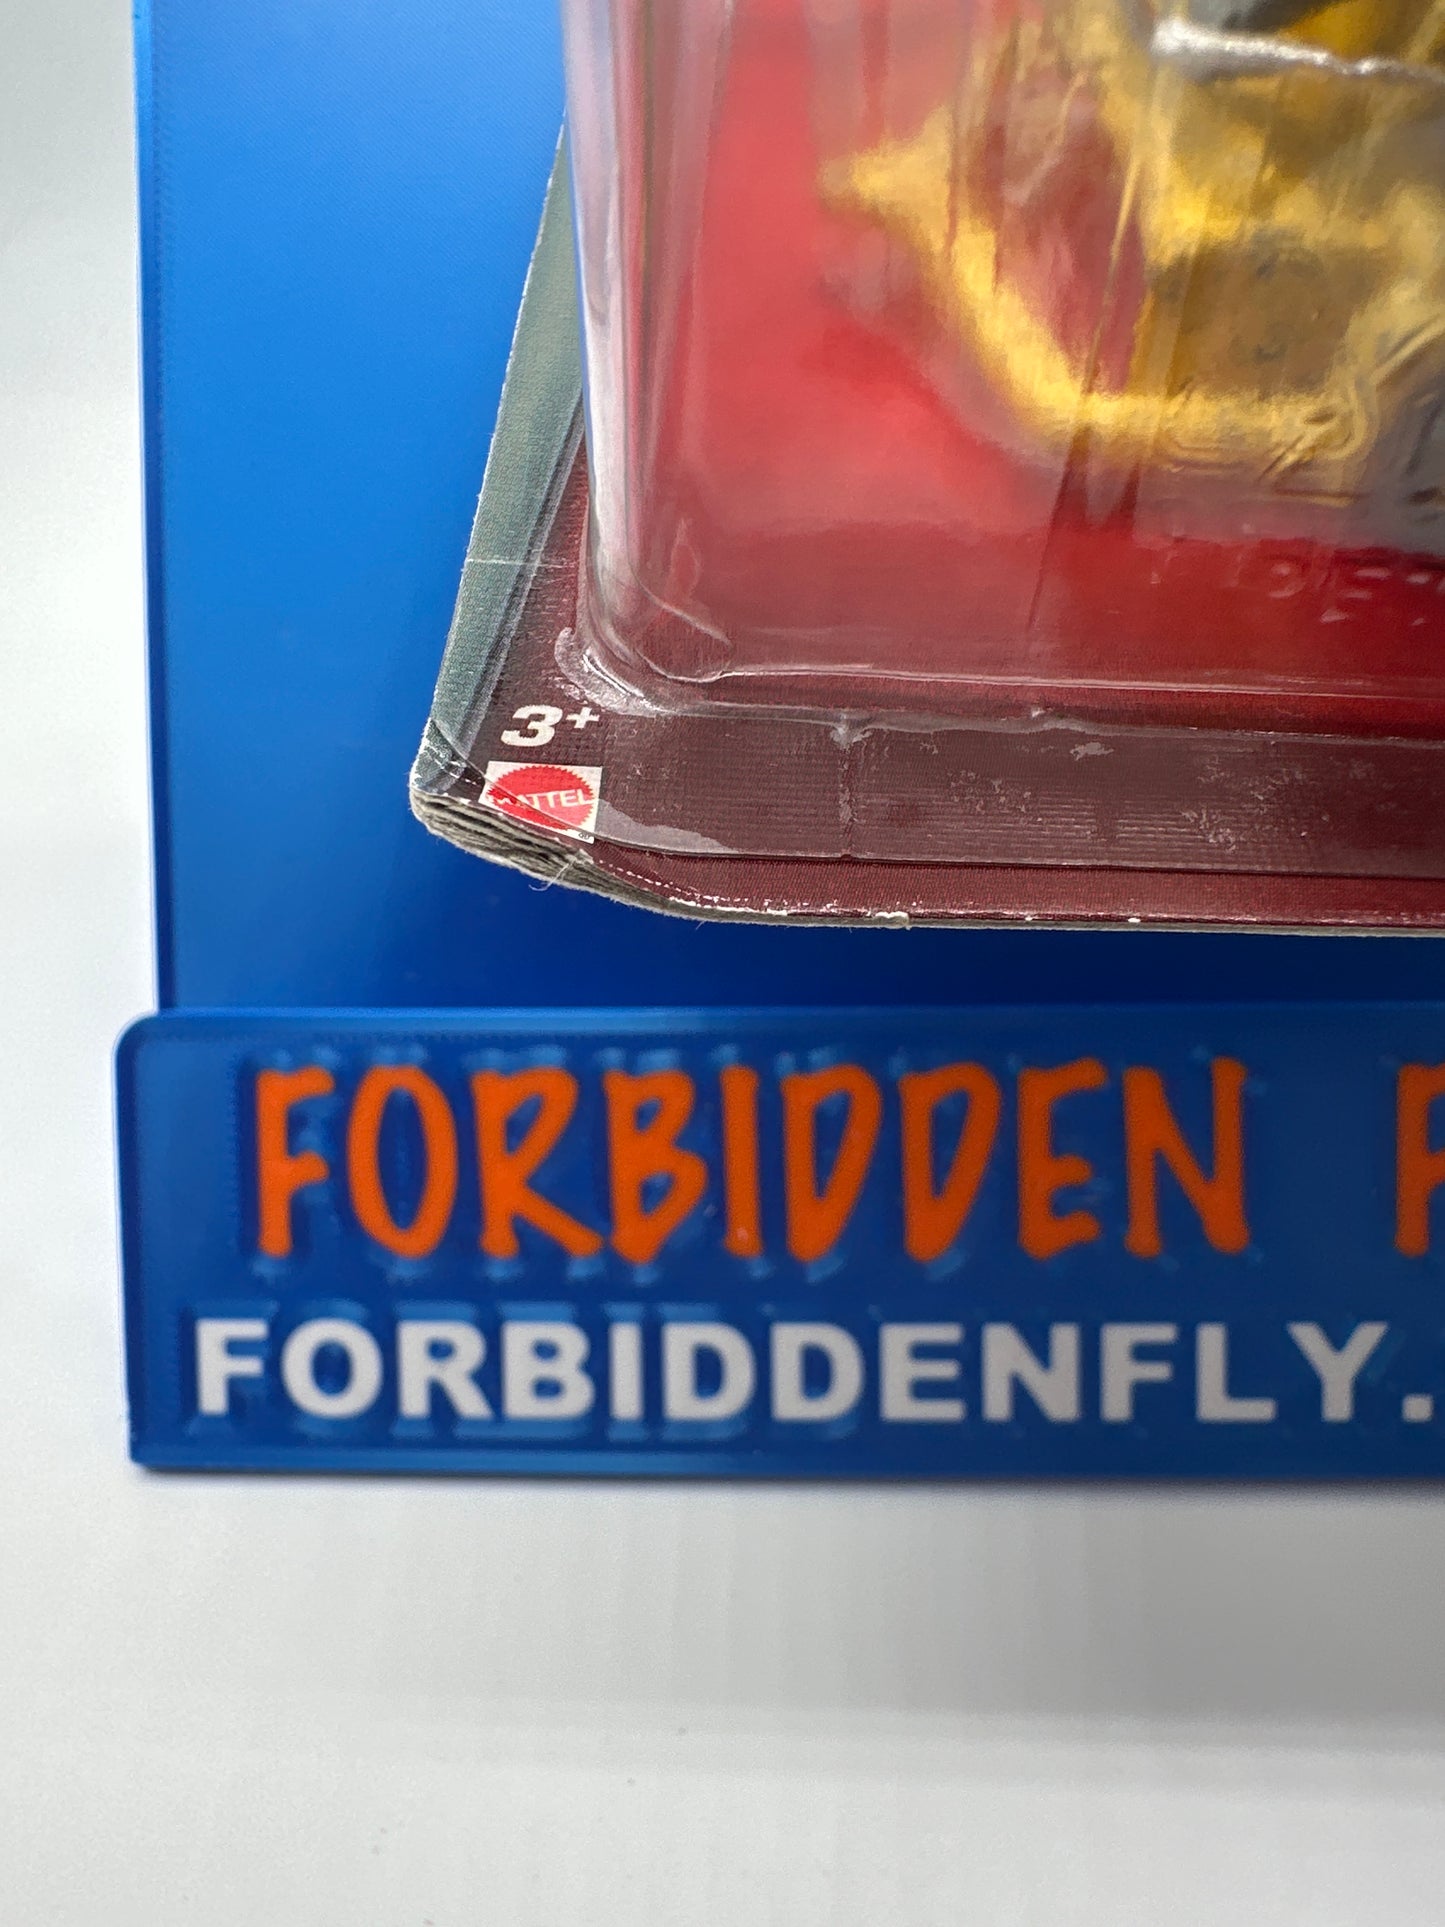 3+
MATTEL
FORBIDDEN
FORBIDDENFLY.